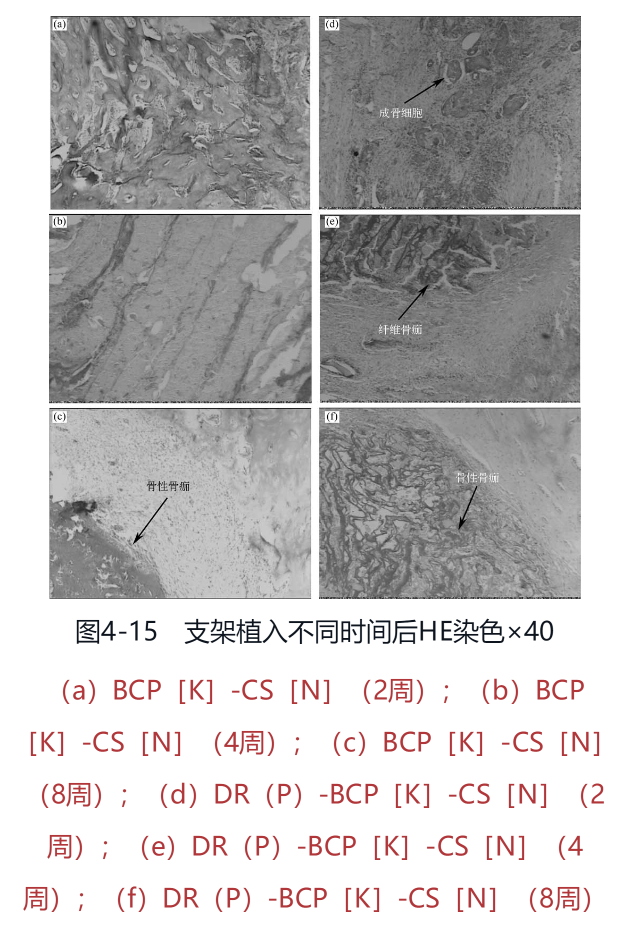 (a)
(d)
成骨细胞
(b)
(e)
纤维骨痂
(c)
骨性骨痂
(f)
骨性骨痂
图4-15 支架植入不同时间后HE染色×40
（a）BCP［K］-CS［N］（2周）；（b）BCP
［K］-CS［N］（4周）；（c）BCP［K］-CS［N］
（8周）；（d）DR（P）-BCP［K］-CS［N］（2
周）；（e）DR（P）-BCP［K］-CS［N］（4
周）；（f）DR（P）-BCP［K］-CS［N］（8周）